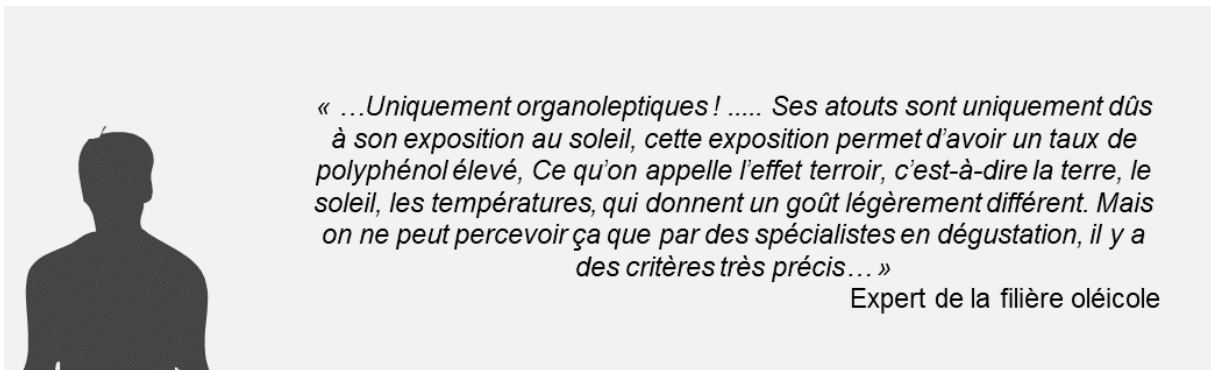 « …Uniquement organoleptiques ! ..... Ses atouts sont uniquement dûs
à son exposition au soleil, cette exposition permet d’avoir un taux de
polyphénol élevé, Ce qu’on appelle l’effet terroir, c’est-à-dire la terre, le
soleil, les températures, qui donnent un goût légèrement différent. Mais
on ne peut percevoir ça que par des spécialistes en dégustation, il y a
des critères très précis… »
Expert de la filière oléicole